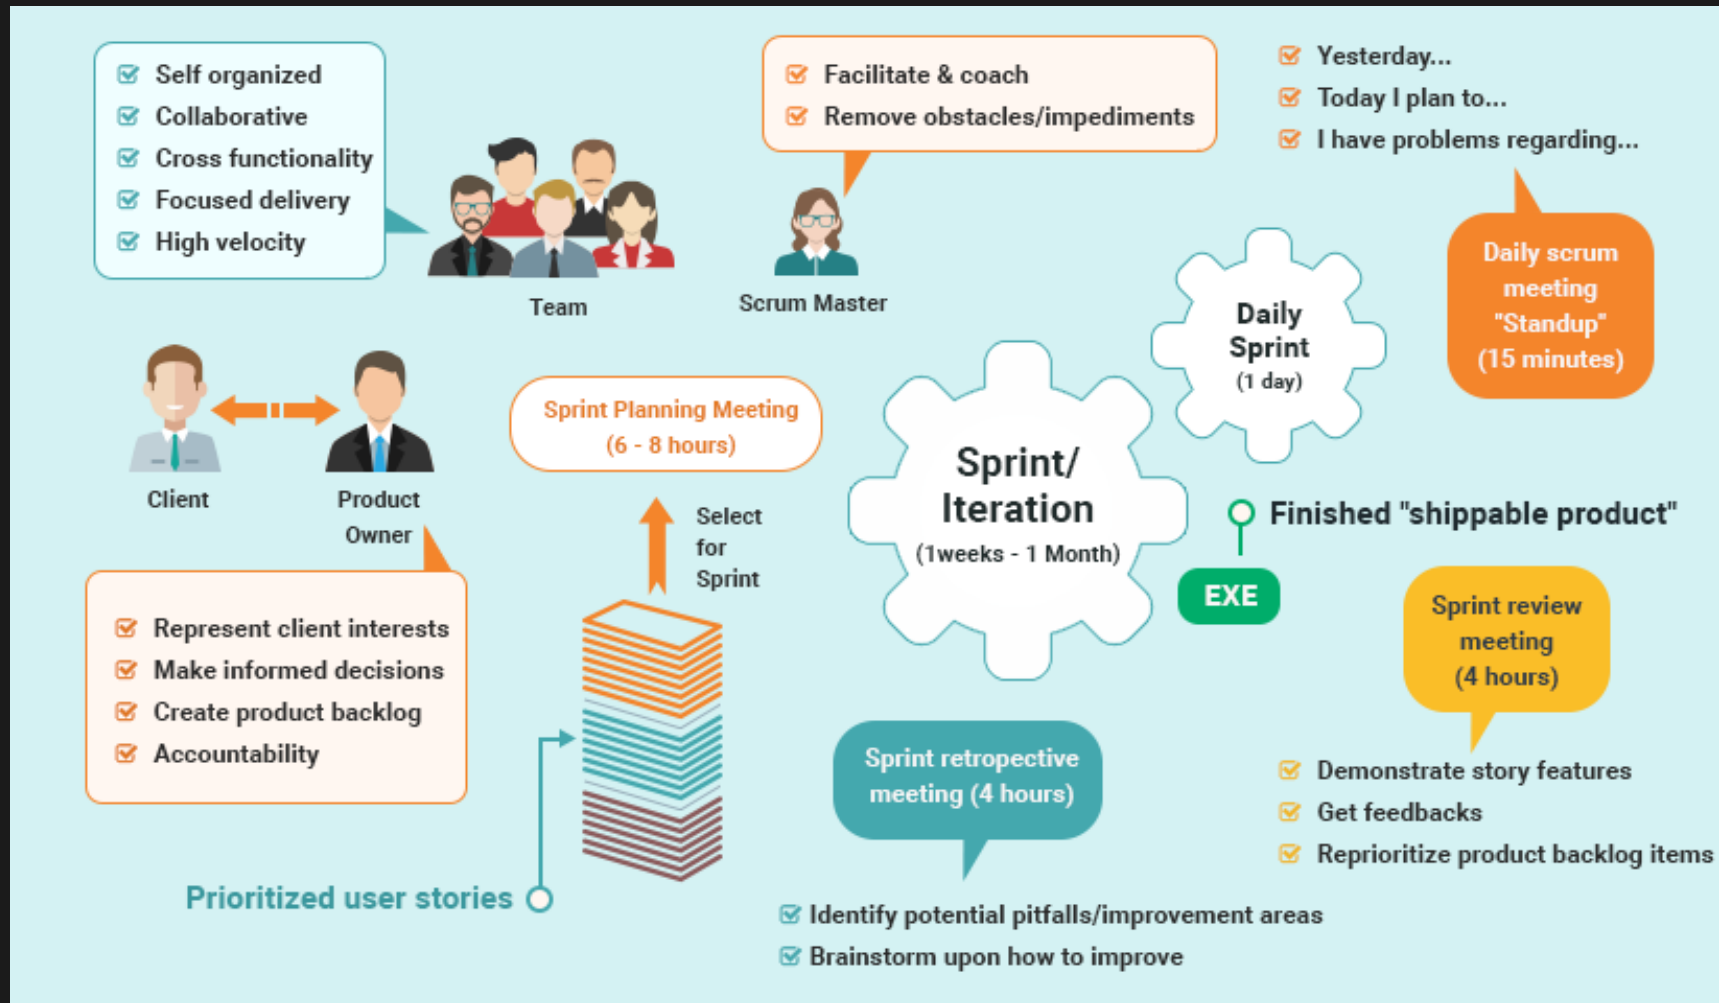 Self organized
Collaborative
Cross functionality
Focused delivery
High velocity
Team
Facilitate & coach
Remove obstacles/impediments
Scrum Master
Yesterday...
Today I plan to...
I have problems regarding...
Daily scrum
meeting
"Standup"
(15 minutes)
Daily
Sprint
(1 day)
Client
Product
Owner
Represent client interests
Make informed decisions
Create product backlog
Accountability
Sprint Planning Meeting
(6 - 8 hours)
Select
for
Sprint
Prioritized user stories
Sprint/
Iteration
(1weeks - 1 Month)
Finished "shippable product"
EXE
Sprint review
meeting
(4 hours)
Demonstrate story features
Get feedbacks
Reprioritize product backlog items
Sprint retropective
meeting (4 hours)
Identify potential pitfalls/improvement areas
Brainstorm upon how to improve